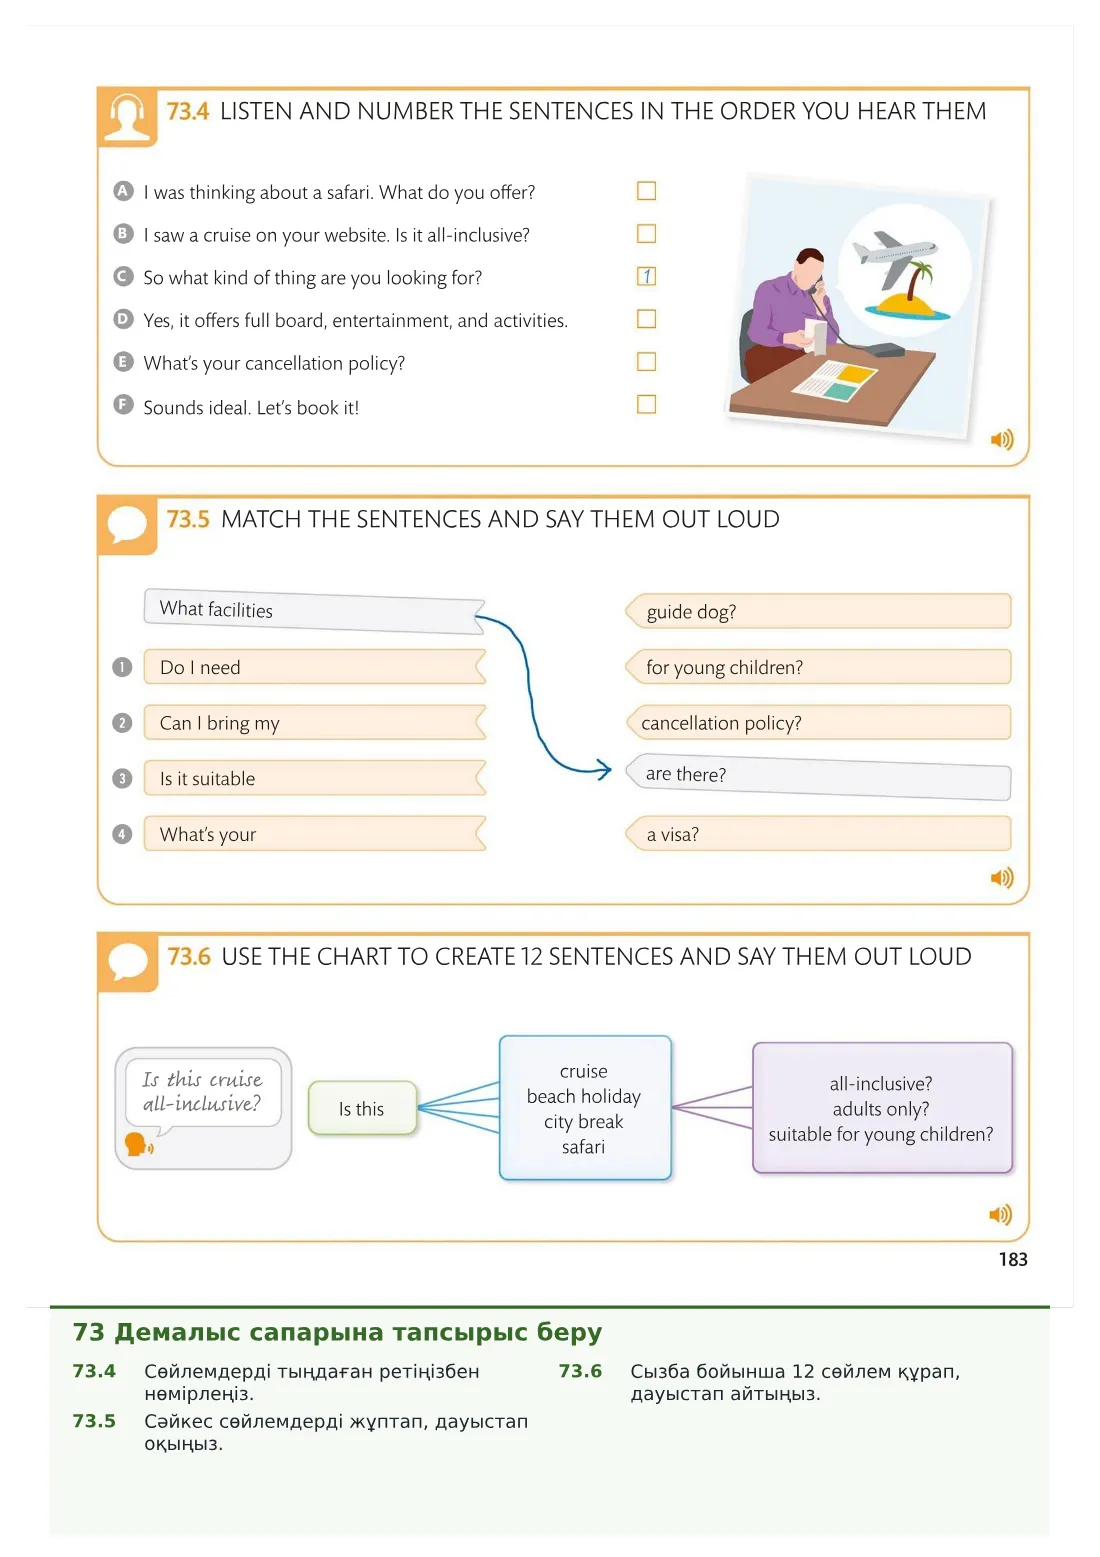 73.4 LISTEN AND NUMBER THE SENTENCES IN THE ORDER YOU HEAR THEM
A I was thinking about a safari. What do you offer?
B I saw a cruise on your website. Is it all-inclusive?
C So what kind of thing are you looking for? 1
D Yes, it offers full board, entertainment, and activities.
E What's your cancellation policy?
F Sounds ideal. Let's book it!
73.5 MATCH THE SENTENCES AND SAY THEM OUT LOUD
What facilities
guide dog?
1 Do I need
for young children?
2 Can I bring my
cancellation policy?
3 Is it suitable
are there?
4 What's your
a visa?
73.6 USE THE CHART TO CREATE 12 SENTENCES AND SAY THEM OUT LOUD
Is this cruise
all-inclusive?
Is this
cruise
beach holiday
city break
safari
all-inclusive?
adults only?
suitable for young children?
183
73 Демалыс сапарына тапсырыс беру
73.4 Сөйлемдерді тыңдаған ретіңізбен
нөмірлеңіз.
73.5 Сәйкес сөйлемдерді жұптап, дауыстап
оқыңыз.
73.6 Сызба бойынша 12 сөйлем құрап,
дауыстап айтыңыз.